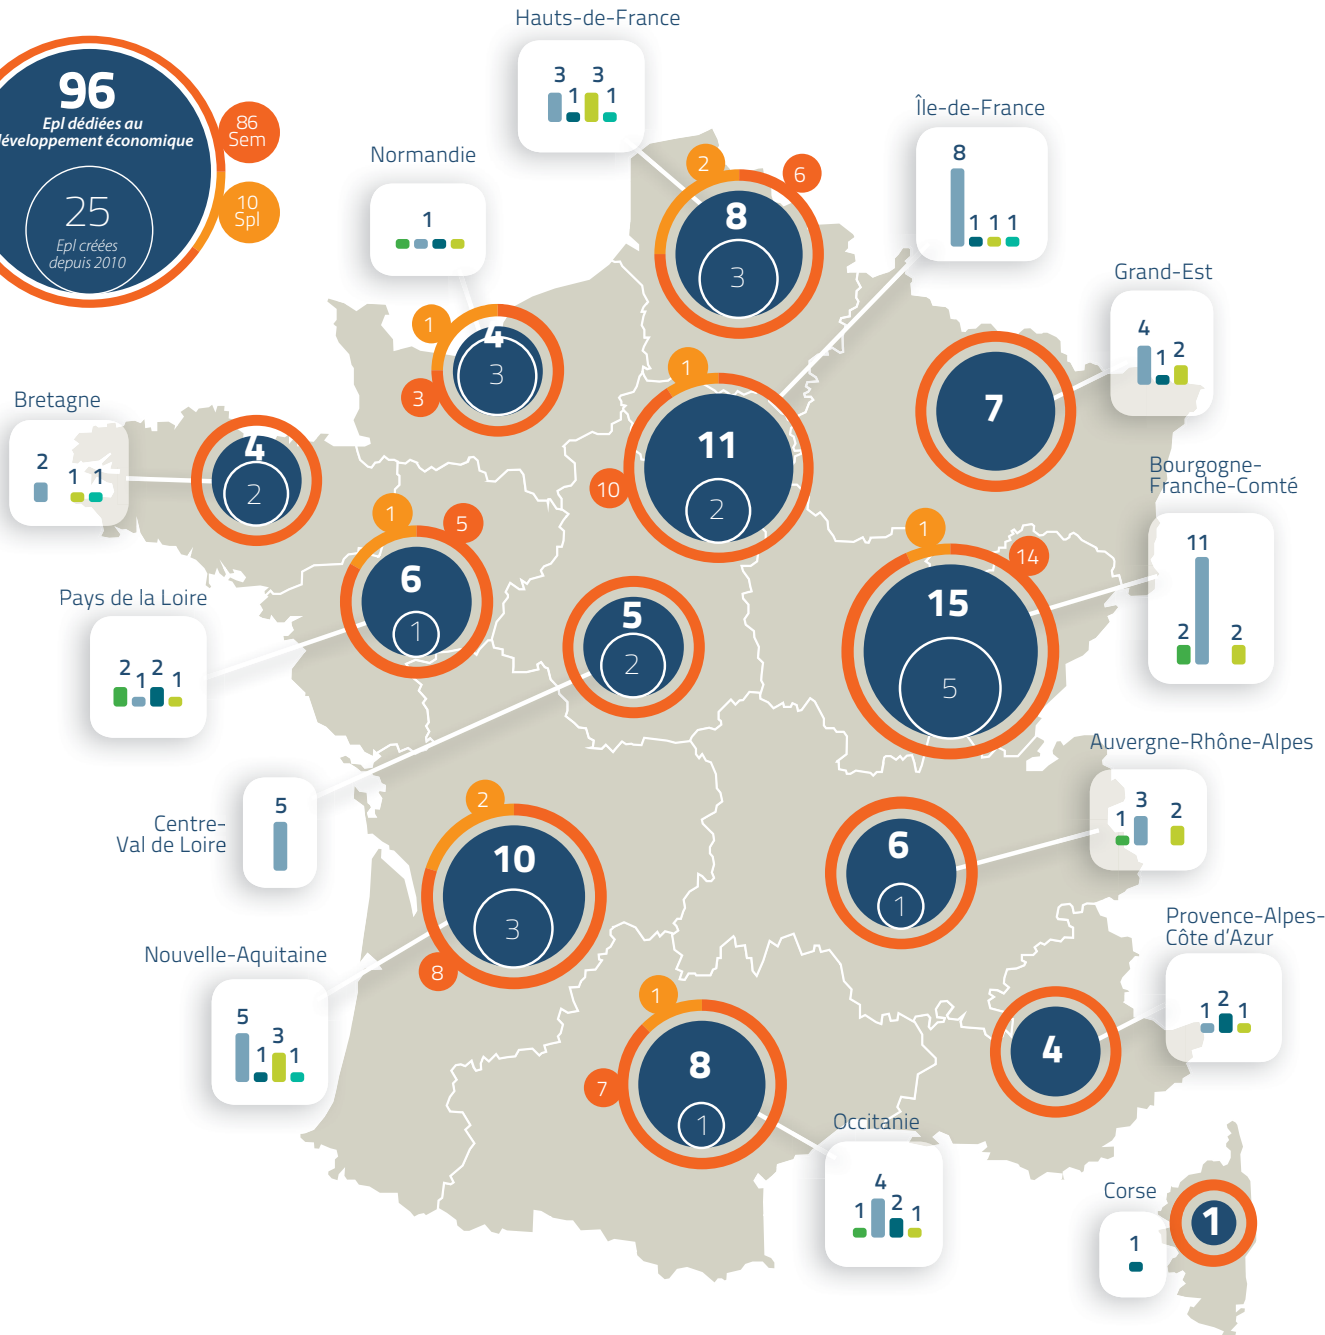 96
Epl dédiées au
développement économique
25
Epl créées
depuis 2010
86
Sem
10
Spl
Hauts-de-France
3 1 3 1
2
6
8
3
Île-de-France
8 1 1 1
1
10
11
2
Normandie
1
1
3
4
3
Grand-Est
4 1 2
7
Bretagne
2 1 1
4
2
Bourgogne-
Franche-Comté
2 11 2
1
14
15
5
Pays de la Loire
2 1 2 1
1
5
6
1
Centre-
Val de Loire
5
5
2
Auvergne-Rhône-Alpes
1 3 2
6
1
Nouvelle-Aquitaine
5 1 3 1
2
8
10
3
Provence-Alpes-
Côte d'Azur
1 2 1
4
Occitanie
1 4 2 1
1
7
8
1
Corse
1
1